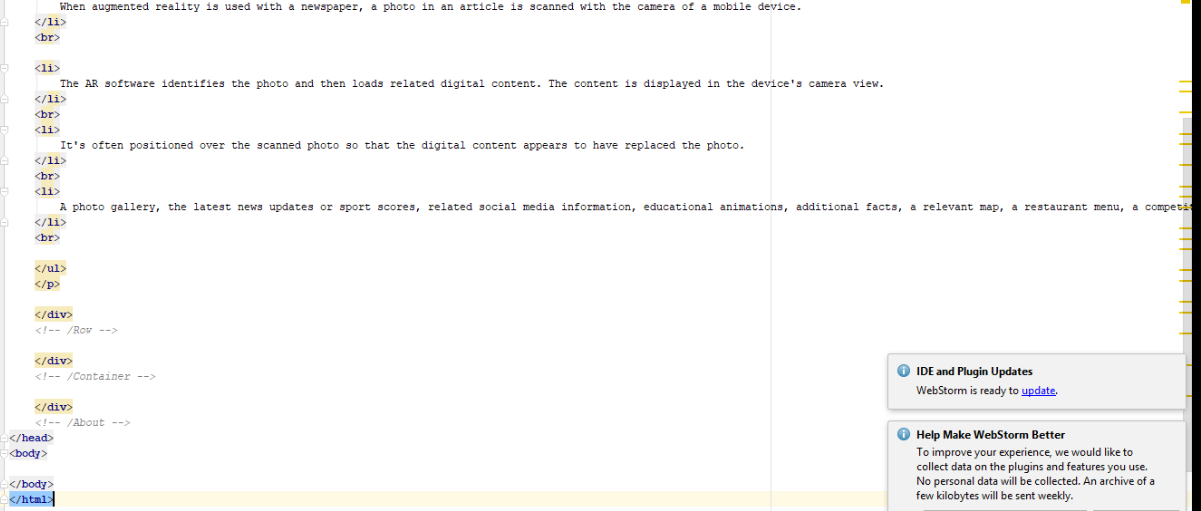 When augmented reality is used with a newspaper, a photo in an article is scanned with the camera of a mobile device.
</li>
<br>
<li>
The AR software identifies the photo and then loads related digital content. The content is displayed in the device's camera view.
</li>
<br>
<li>
It's often positioned over the scanned photo so that the digital content appears to have replaced the photo.
</li>
<br>
<li>
A photo gallery, the latest news updates or sport scores, related social media information, educational animations, additional facts, a relevant map, a restaurant menu, a competit
</li>
<br>
</ul>
</p>
</div>
<!-- /Row -->
</div>
<!-- /Container -->
</div>
<!-- /About -->
</head>
<body>
</body>
</html>
IDE and Plugin Updates
WebStorm is ready to update.
Help Make WebStorm Better
To improve your experience, we would like to
collect data on the plugins and features you use.
No personal data will be collected. An archive of a
few kilobytes will be sent weekly.